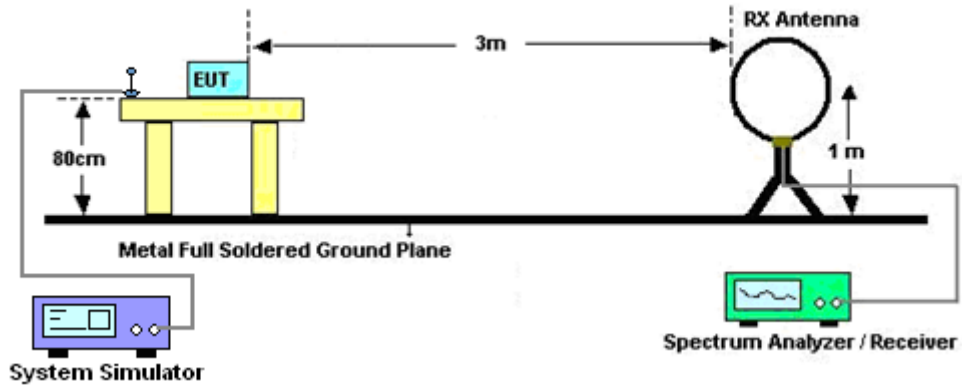 RX Antenna
3m
EUT
80cm
1 m
Metal Full Soldered Ground Plane
System Simulator
Spectrum Analyzer / Receiver